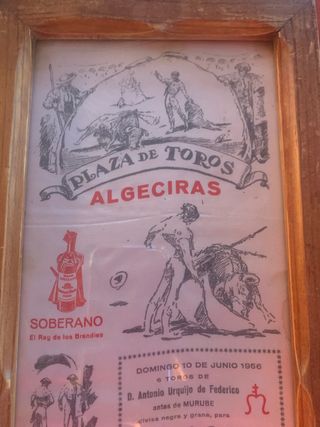 PLAZA DE TOROS
ALGECIRAS
SOBERANO
El Rey de los Brandies
DOMINGO 10 DE JUNIO 1956
6 TOROS DE
D. Antonio Urquijo de Federico
antes de MURUBE
divisa negra y grana, para